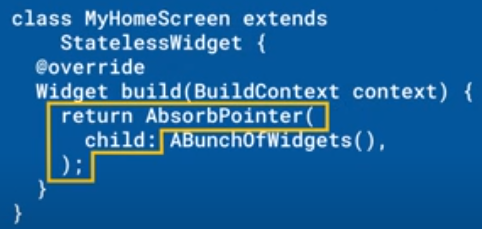 class MyHomeScreen extends
StatelessWidget {
@override
Widget build(BuildContext context) {
return AbsorbPointer(
child: ABunchOfWidgets(),
);
}
}